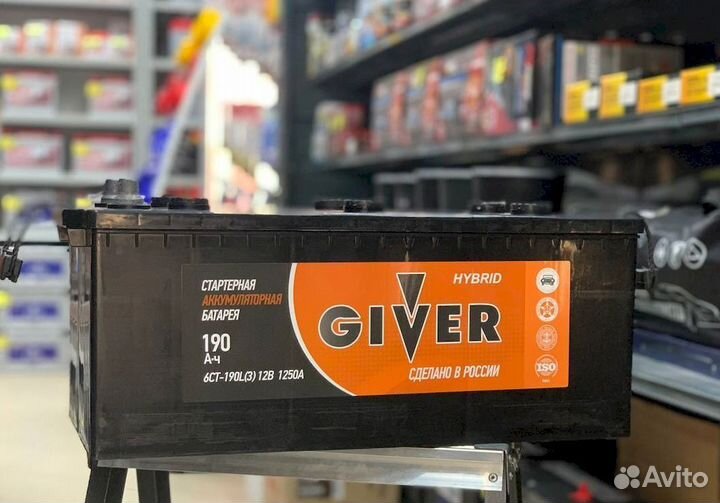 СТАРТЕРНАЯ
АККУМУЛЯТОРНАЯ
БАТАРЕЯ
190
А-ч
6СТ-190L(3) 12В 1250А
HYBRID
GIVER
СДЕЛАНО В РОССИИ
ISO
Avito